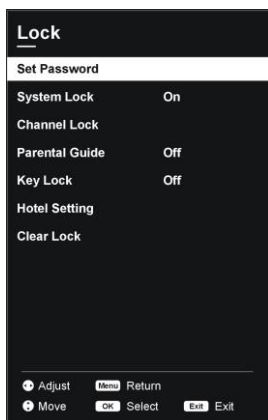 Lock
Set Password
System Lock On
Channel Lock
Parental Guide Off
Key Lock Off
Hotel Setting
Clear Lock
Adjust Menu Return
Move OK Select Exit Exit